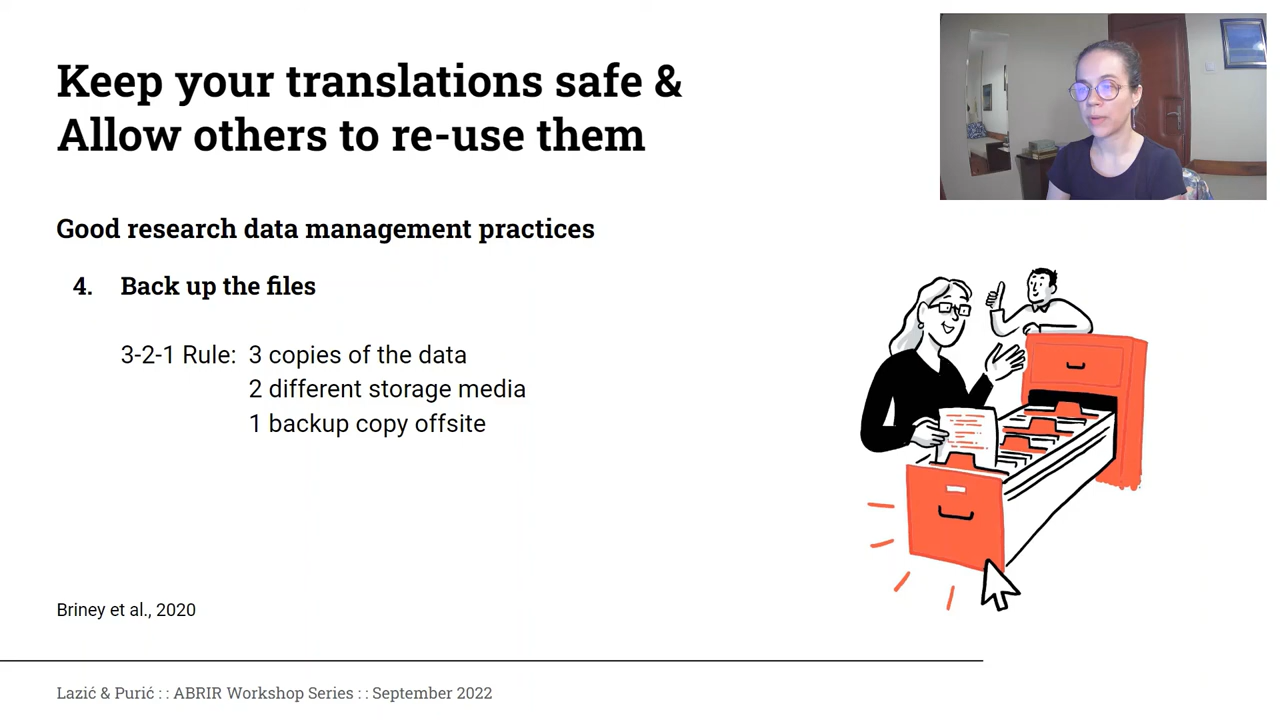 Keep your translations safe &
Allow others to re-use them
Good research data management practices
4. Back up the files
3-2-1 Rule: 3 copies of the data
2 different storage media
1 backup copy offsite
Briney et al., 2020
Lazić & Purić : : ABRIR Workshop Series : : September 2022